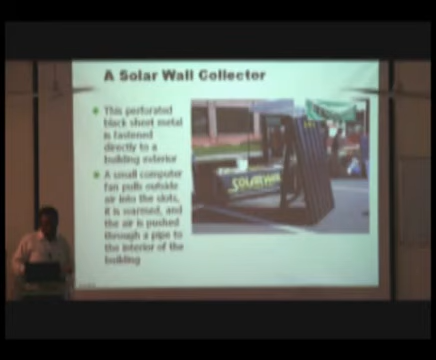 A Solar Wall Collector
This perforated
black sheet metal
is fastened
directly to a
building exterior
A small computer
fan pulls outside
air into the slots,
it is warmed, and
the air is pushed
through a pipe to
the interior of the
building
SOLARWALL